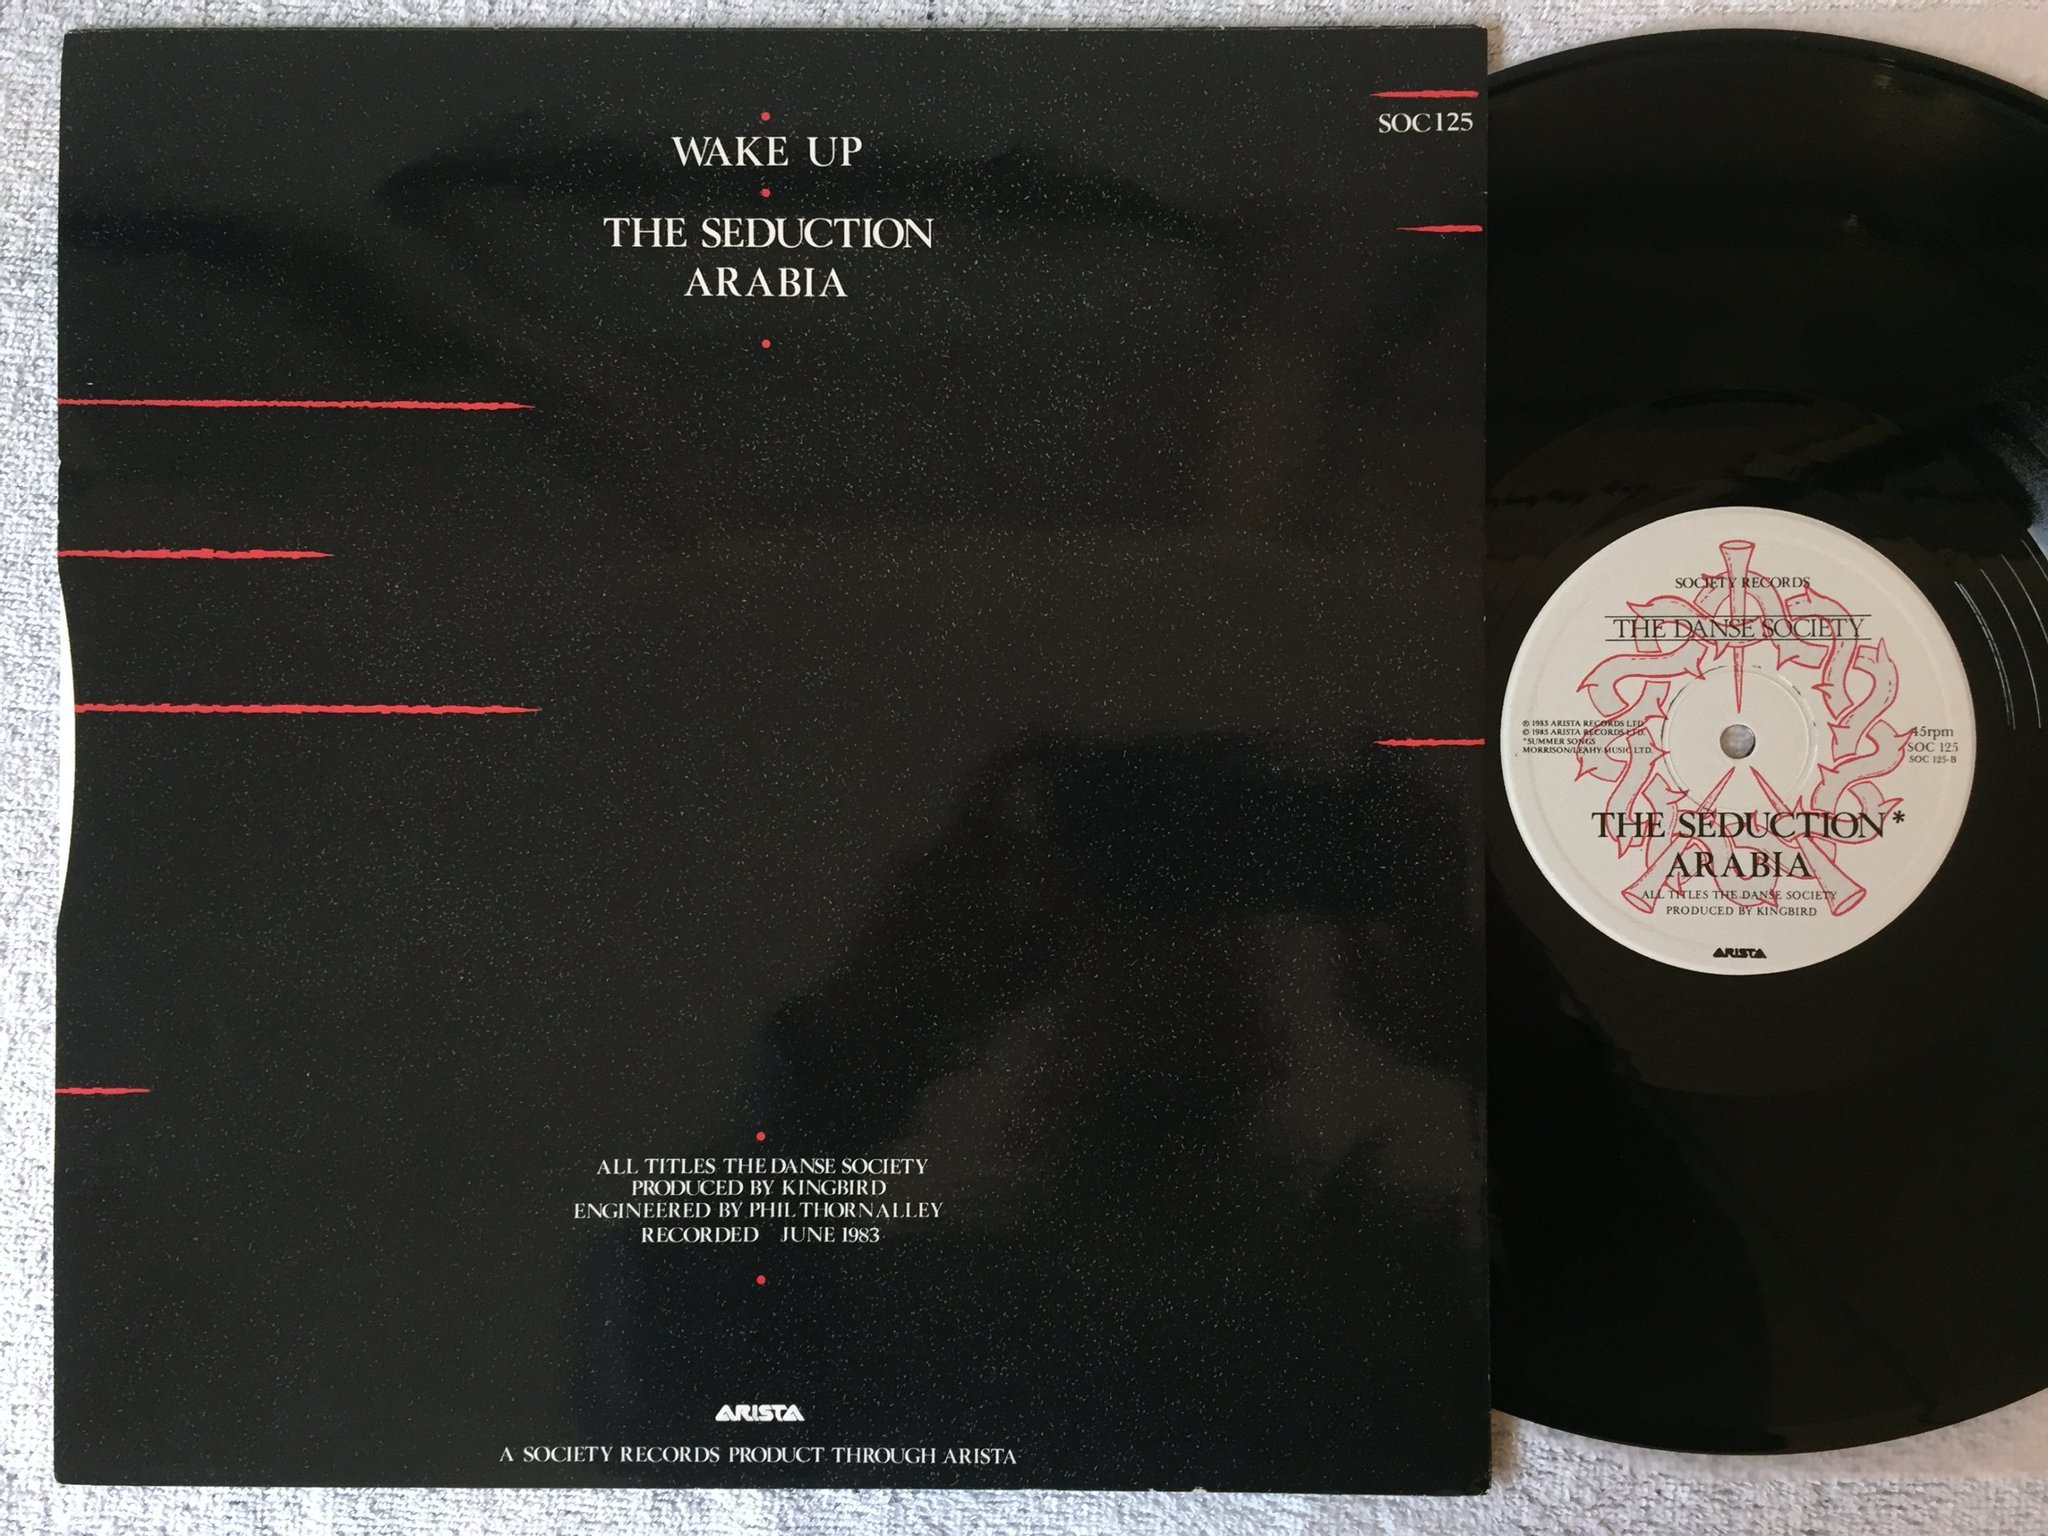 SOC 125
WAKE UP
THE SEDUCTION
ARABIA
ALL TITLES THE DANSE SOCIETY
PRODUCED BY KINGBIRD
ENGINEERED BY PHIL THORNALLEY
RECORDED JUNE 1983
ARISTA
A SOCIETY RECORDS PRODUCT THROUGH ARISTA
SOCIETY RECORDS
THE DANSE SOCIETY
℗ 1983 ARISTA RECORDS LTD.
© 1983 ARISTA RECORDS LTD.
*SUMMER SONGS
MORRISON/LEAHY MUSIC LTD.
45rpm
SOC 125
SOC 125-B
THE SEDUCTION*
ARABIA
ALL TITLES THE DANSE SOCIETY
PRODUCED BY KINGBIRD
ARISTA